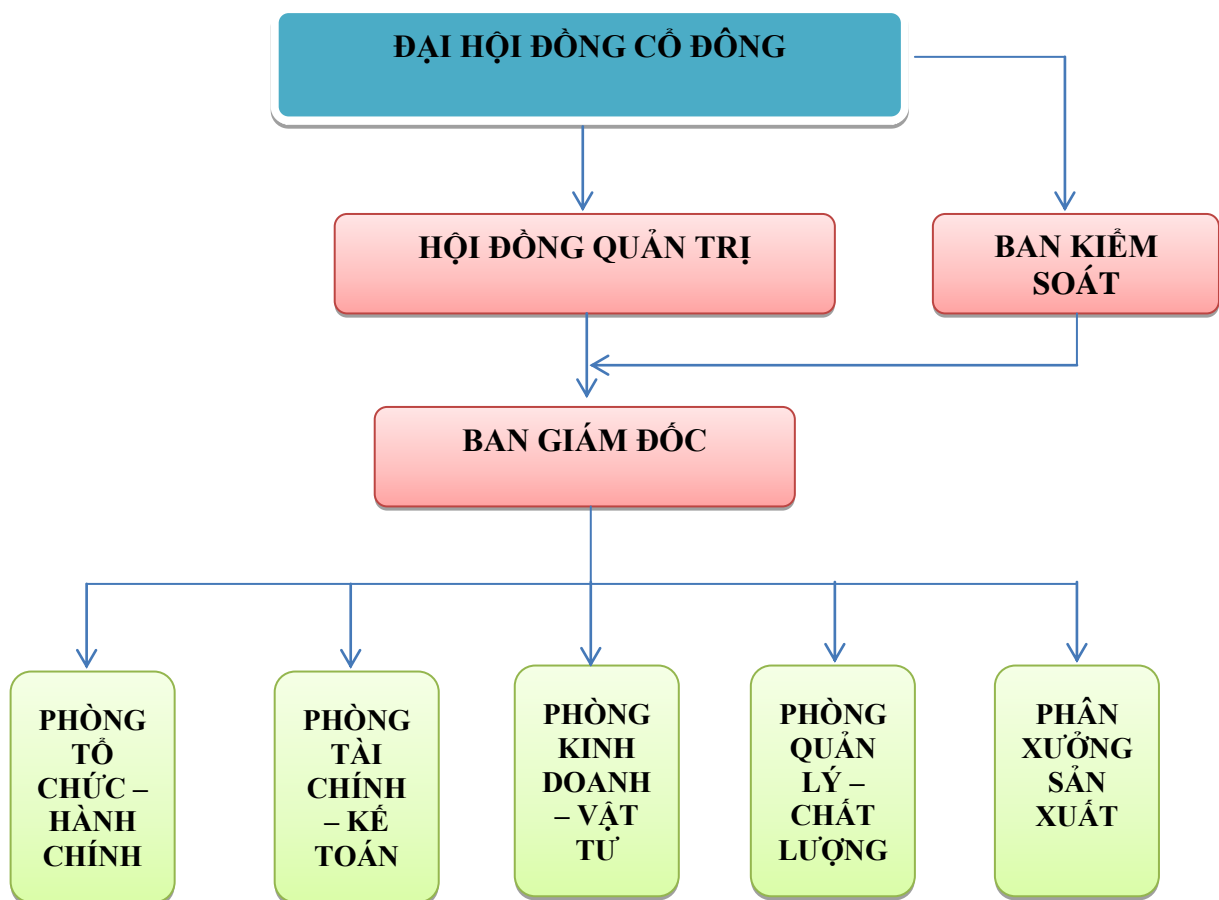 ĐẠI HỘI ĐỒNG CỔ ĐÔNG
HỘI ĐỒNG QUẢN TRỊ
BAN KIỂM
SOÁT
BAN GIÁM ĐỐC
PHÒNG
TỔ
CHỨC –
HÀNH
CHÍNH
PHÒNG
TÀI
CHÍNH
– KẾ
TOÁN
PHÒNG
KINH
DOANH
– VẬT
TƯ
PHÒNG
QUẢN
LÝ –
CHẤT
LƯỢNG
PHÂN
XƯỞNG
SẢN
XUẤT